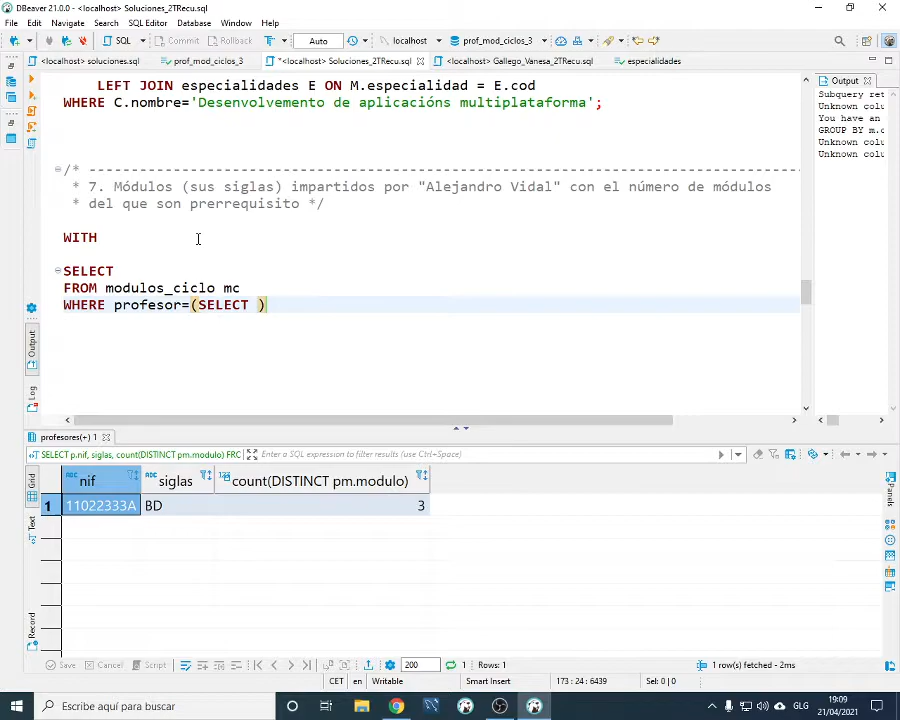 DBeaver 21.0.0 - <localhost> Soluciones_2TRecu.sql
File Edit Navigate Search SQL Editor Database Window Help
SQL Commit Rollback Auto localhost prof_mod_ciclos_3
<localhost> soluciones.sql prof_mod_ciclos_3 *<localhost> Soluciones_2TRecu.sql <localhost> Gallego_Vanesa_2TRecu.sql especialidades
LEFT JOIN especialidades E ON M.especialidad = E.cod
WHERE C.nombre='Desenvolvemento de aplicacións multiplataforma';
/* ---------------------------------------------------------------------------------------
* 7. Módulos (sus siglas) impartidos por "Alejandro Vidal" con el número de módulos
* del que son prerrequisito */
WITH
SELECT
FROM modulos_ciclo mc
WHERE profesor=(SELECT )
Output
Subquery ret
Unknown colu
You have an
GROUP BY m.c
Unknown colu
Unknown colu
Output
Log
profesores(+) 1
SELECT p.nif, siglas, count(DISTINCT pm.modulo) FRC Enter a SQL expression to filter results (use Ctrl+Space)
Grid
Text
Record
Panels
nif siglas count(DISTINCT pm.modulo)
1 11022333A BD 3
Save Cancel Script 200 1 Rows: 1 1 row(s) fetched - 2ms
CET en Writable Smart Insert 173 : 24 : 6439 Sel: 0 | 0
Escribe aquí para buscar
GLG
19:09
21/04/2021